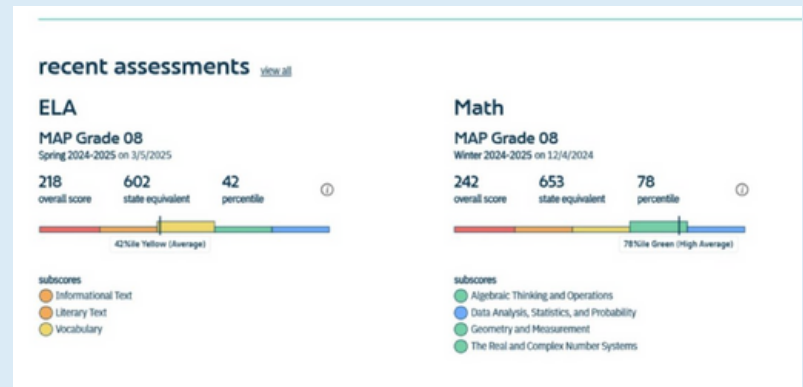 recent assessments view all
ELA
MAP Grade 08
Spring 2024-2025 on 3/5/2025
218 602 42
overall score state equivalent percentile
42%ile Yellow (Average)
subscores
Informational Text
Literary Text
Vocabulary
Math
MAP Grade 08
Winter 2024-2025 on 12/4/2024
242 653 78
overall score state equivalent percentile
78%ile Green (High Average)
subscores
Algebraic Thinking and Operations
Data Analysis, Statistics, and Probability
Geometry and Measurement
The Real and Complex Number Systems